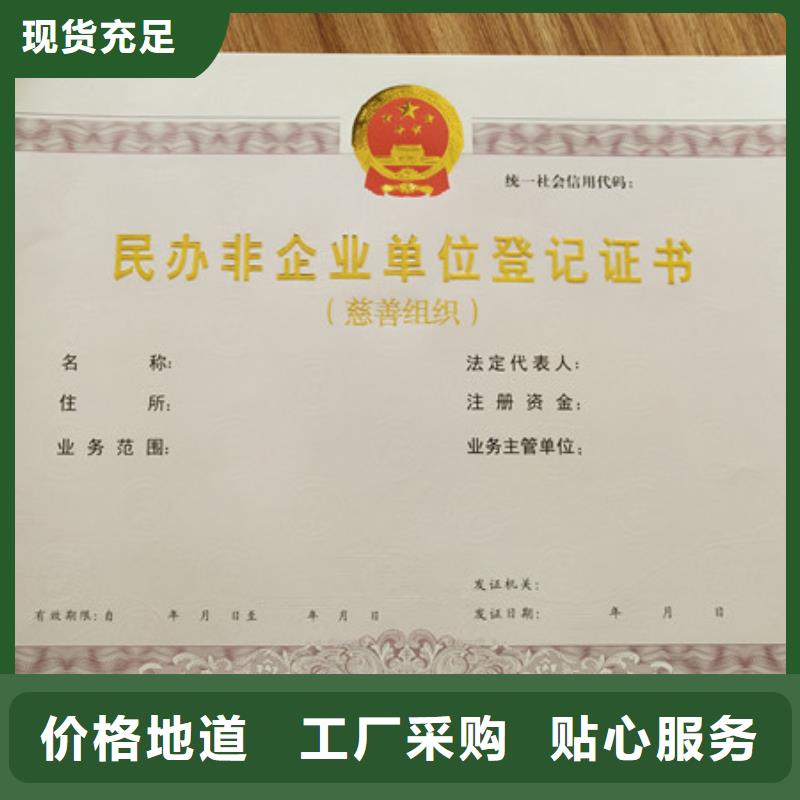 现货充足
统一社会信用代码:
民办非企业单位登记证书
(慈善组织)
名 称:
法定代表人:
住 所:
注册资金:
业务范围:
业务主管单位:
发证机关:
有效期限:自 年 月 日至 年 月 日
发证日期: 年 月 日
价格地道 工厂采购 贴心服务